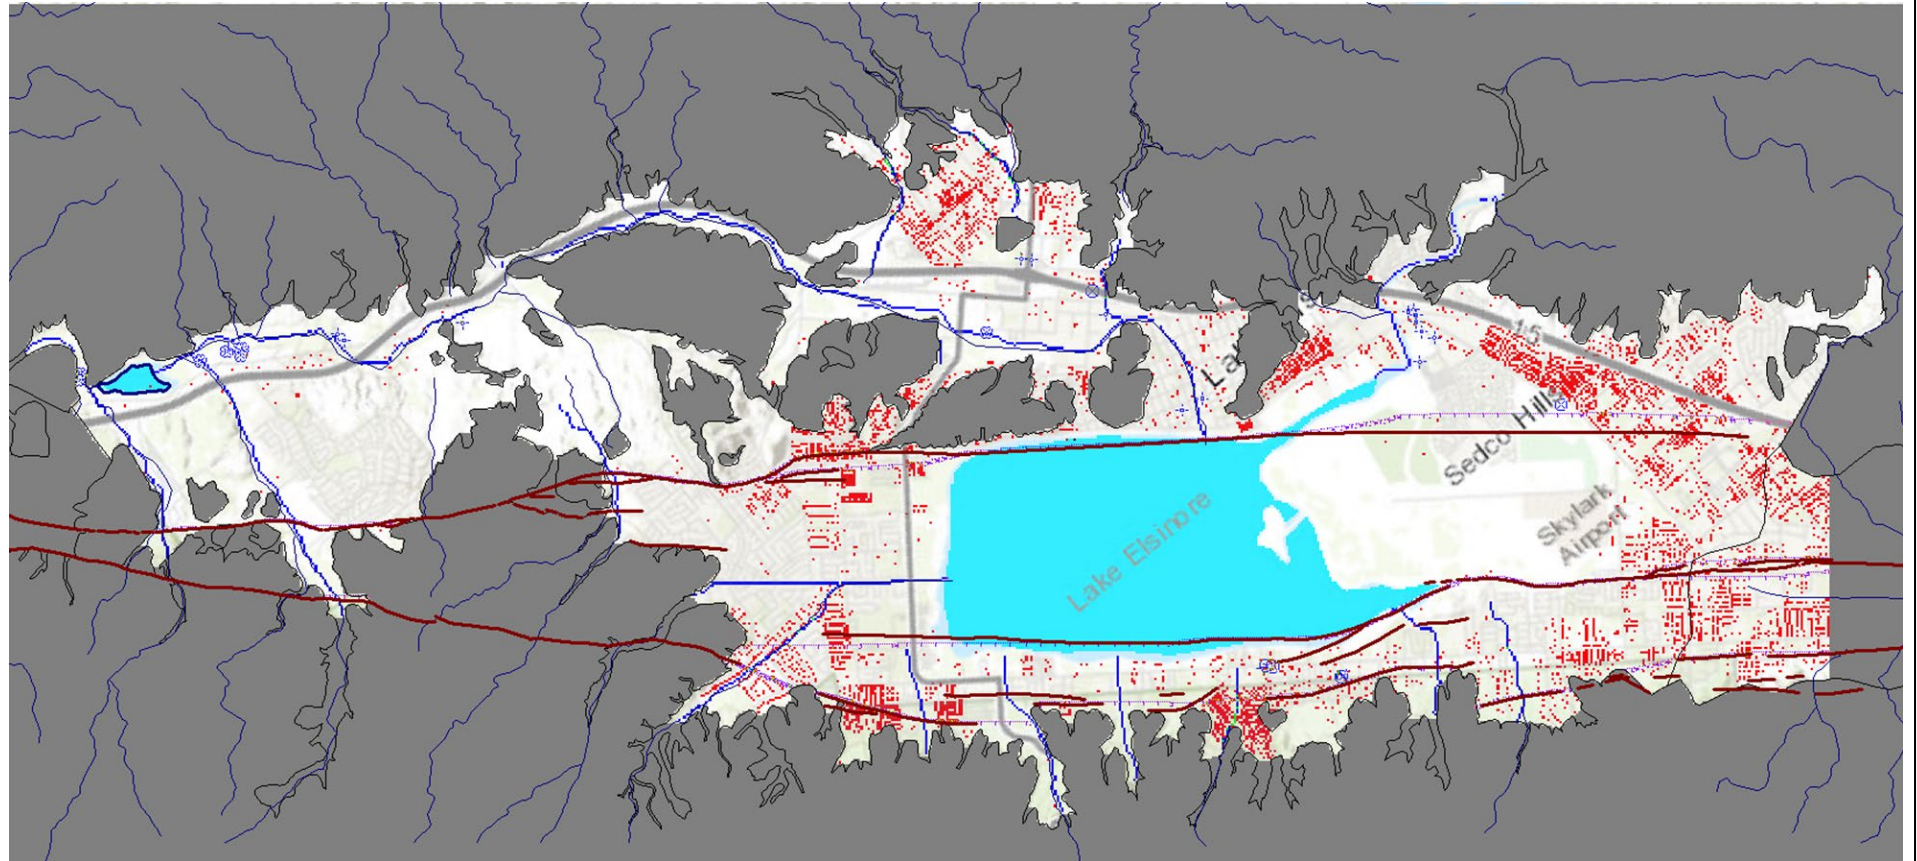 15
La
S
Sedco Hills
Lake Elsinore
Skylark
Airport